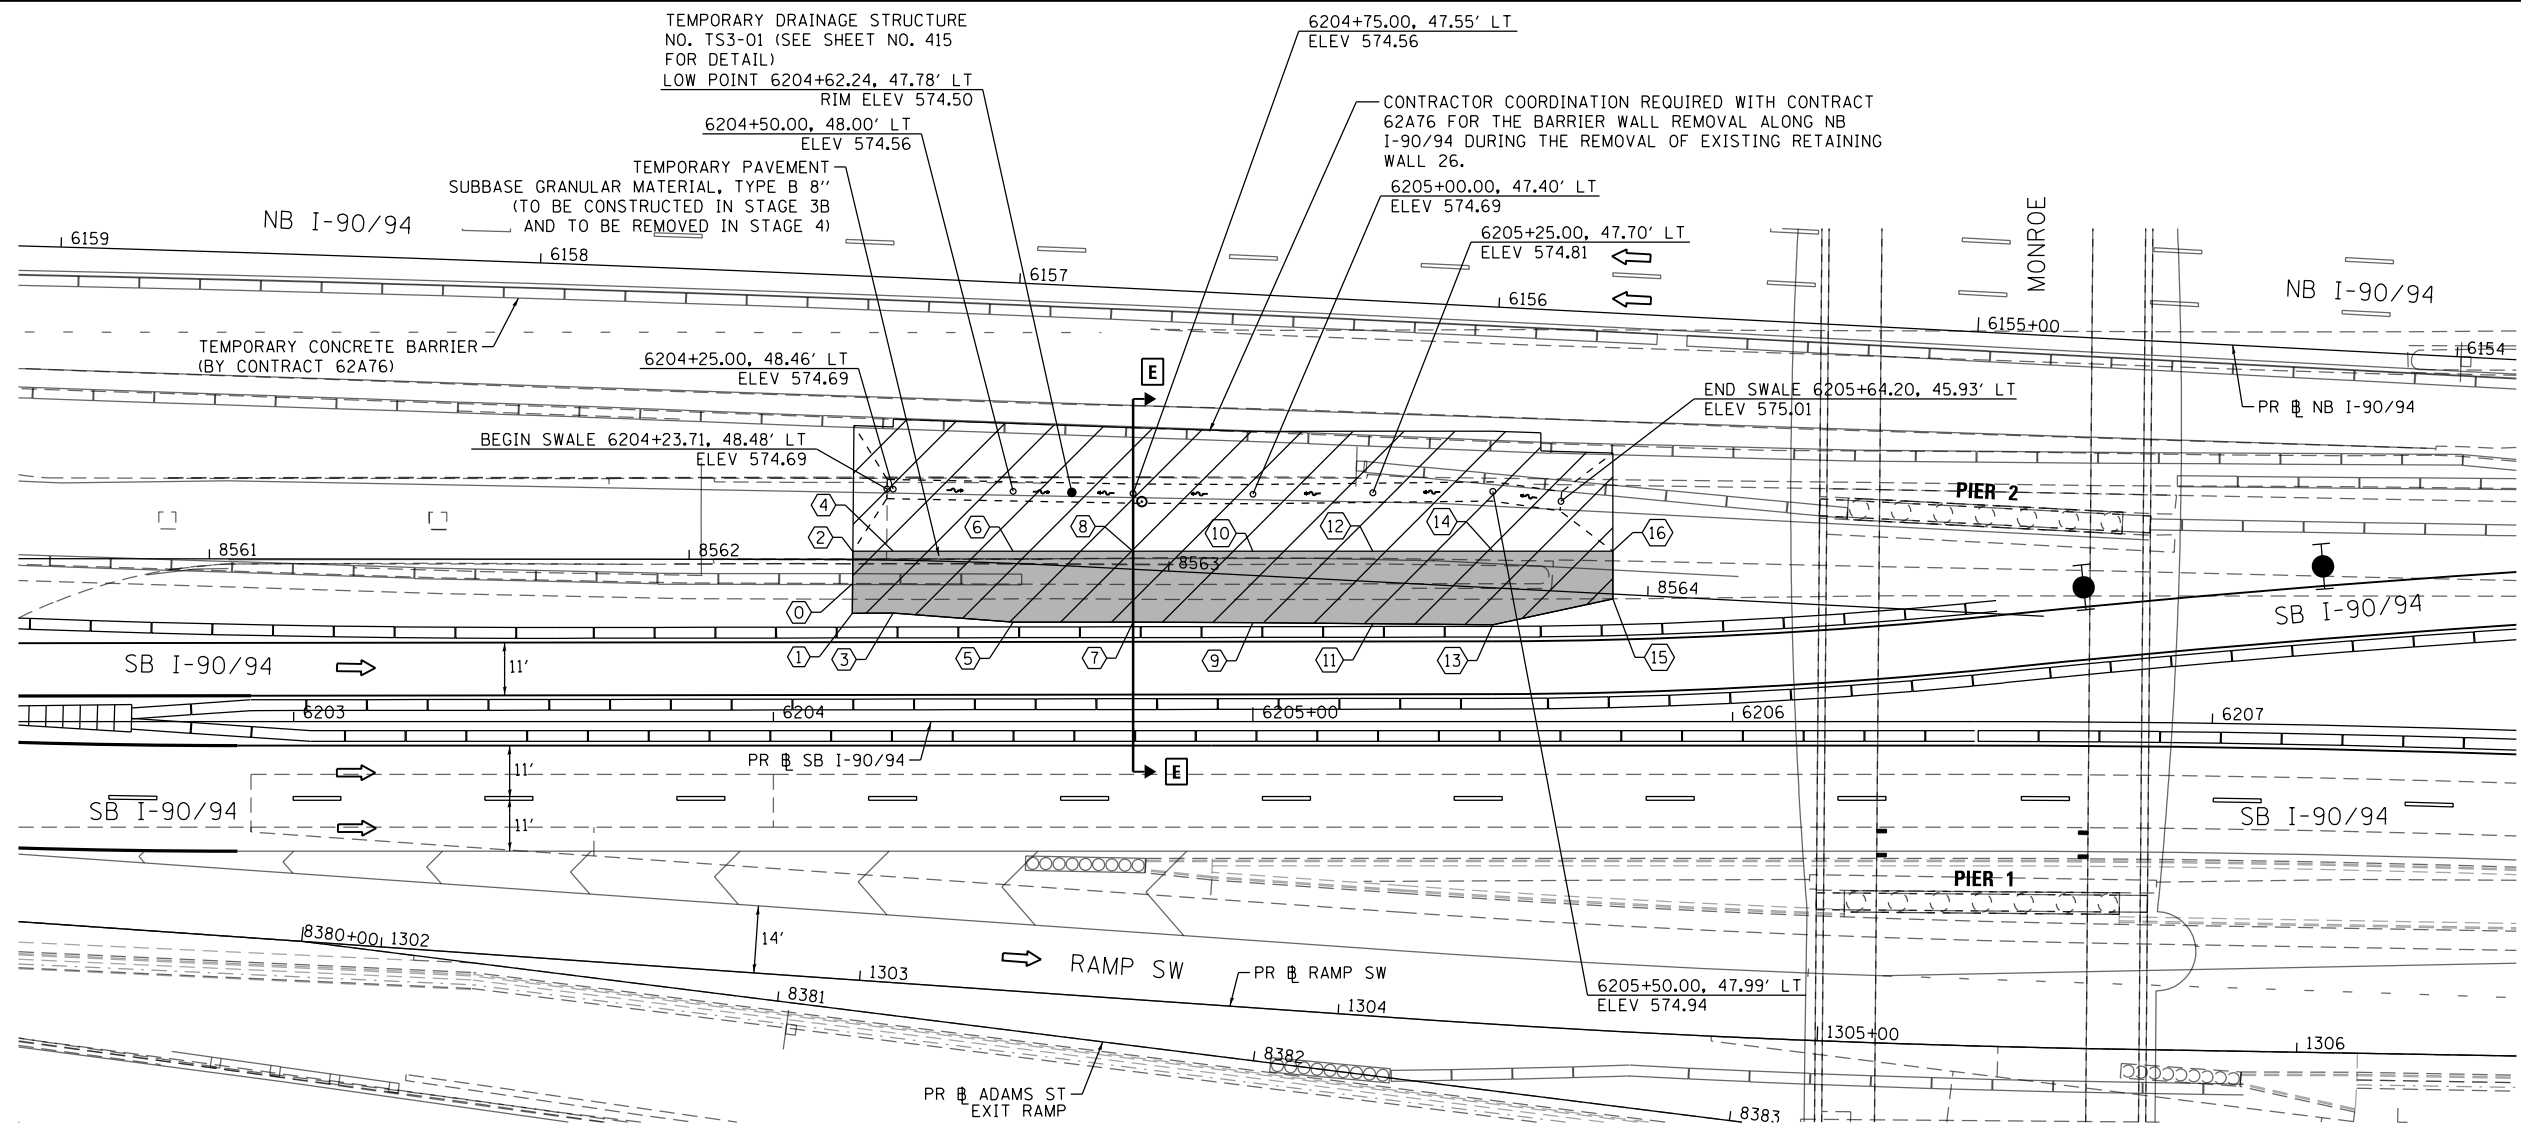 TEMPORARY DRAINAGE STRUCTURE
NO. TS3-01 (SEE SHEET NO. 415
FOR DETAIL)
LOW POINT 6204+62.24, 47.78' LT
RIM ELEV 574.50
6204+50.00, 48.00' LT
ELEV 574.56
TEMPORARY PAVEMENT
SUBBASE GRANULAR MATERIAL, TYPE B 8''
(TO BE CONSTRUCTED IN STAGE 3B
AND TO BE REMOVED IN STAGE 4)
6204+75.00, 47.55' LT
ELEV 574.56
CONTRACTOR COORDINATION REQUIRED WITH CONTRACT
62A76 FOR THE BARRIER WALL REMOVAL ALONG NB
I-90/94 DURING THE REMOVAL OF EXISTING RETAINING
WALL 26.
6205+00.00, 47.40' LT
ELEV 574.69
6205+25.00, 47.70' LT
ELEV 574.81
MONROE
NB I-90/94
NB I-90/94
6159
6158
6157
6156
6155+00
6154
PR BL NB I-90/94
TEMPORARY CONCRETE BARRIER
(BY CONTRACT 62A76)
6204+25.00, 48.46' LT
ELEV 574.69
E
END SWALE 6205+64.20, 45.93' LT
ELEV 575.01
BEGIN SWALE 6204+23.71, 48.48' LT
ELEV 574.69
PIER 2
4
2
6
8
10
12
14
16
8561
8562
8563
8564
0
1
3
5
7
9
11
13
15
SB I-90/94
11'
SB I-90/94
6203
6204
6205+00
6206
6207
PR BL SB I-90/94
E
11'
SB I-90/94
11'
SB I-90/94
PIER 1
8380+00
1302
14'
1303
RAMP SW
PR BL RAMP SW
8381
1304
6205+50.00, 47.99' LT
ELEV 574.94
1305+00
1306
8382
PR BL ADAMS ST
EXIT RAMP
8383